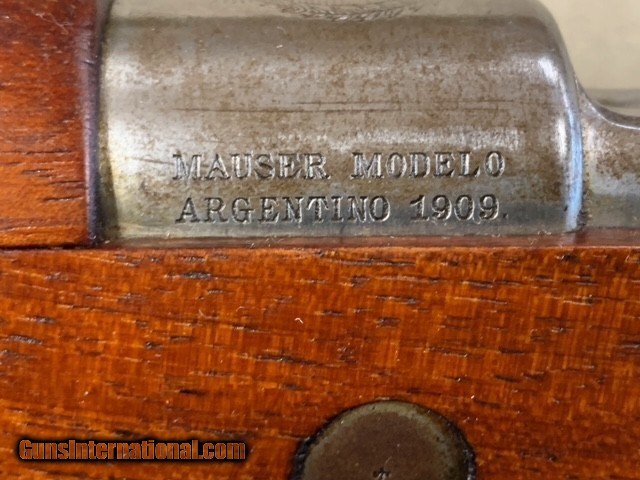 MAUSER MODELO
ARGENTINO 1909.
GunsInternational.com